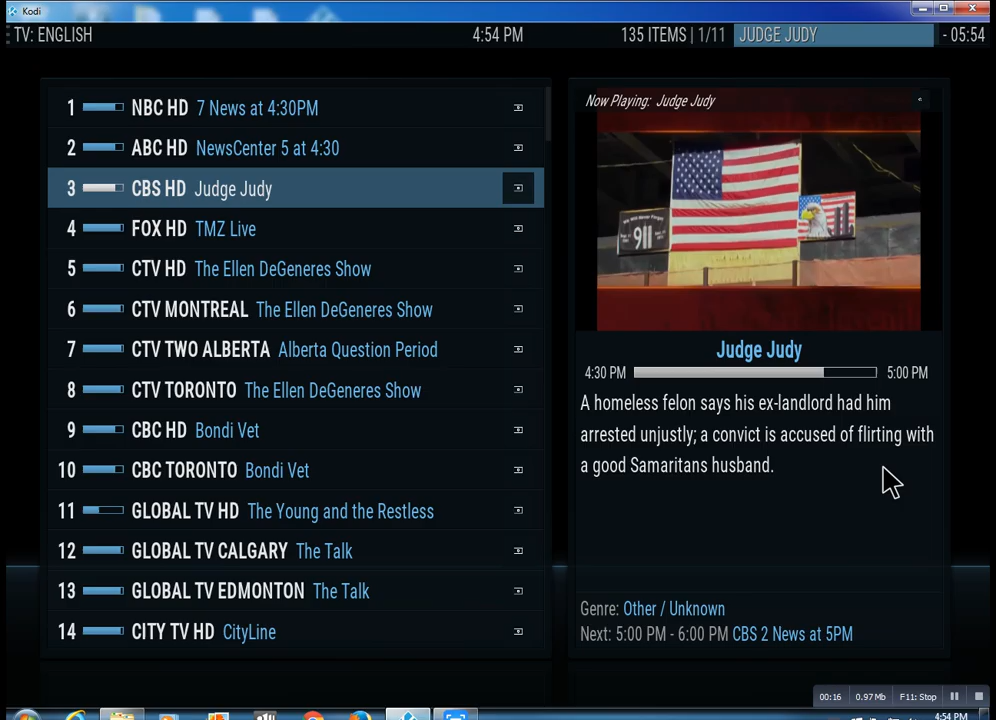 Kodi
TV: ENGLISH
4:54 PM
135 ITEMS | 1/11
JUDGE JUDY
- 05:54
1 NBC HD 7 News at 4:30PM
2 ABC HD NewsCenter 5 at 4:30
3 CBS HD Judge Judy
4 FOX HD TMZ Live
5 CTV HD The Ellen DeGeneres Show
6 CTV MONTREAL The Ellen DeGeneres Show
7 CTV TWO ALBERTA Alberta Question Period
8 CTV TORONTO The Ellen DeGeneres Show
9 CBC HD Bondi Vet
10 CBC TORONTO Bondi Vet
11 GLOBAL TV HD The Young and the Restless
12 GLOBAL TV CALGARY The Talk
13 GLOBAL TV EDMONTON The Talk
14 CITY TV HD CityLine
Now Playing: Judge Judy
911
Judge Judy
4:30 PM 5:00 PM
A homeless felon says his ex-landlord had him
arrested unjustly; a convict is accused of flirting with
a good Samaritans husband.
Genre: Other / Unknown
Next: 5:00 PM - 6:00 PM CBS 2 News at 5PM
00:16 0.97 Mb F11: Stop
4:54 PM